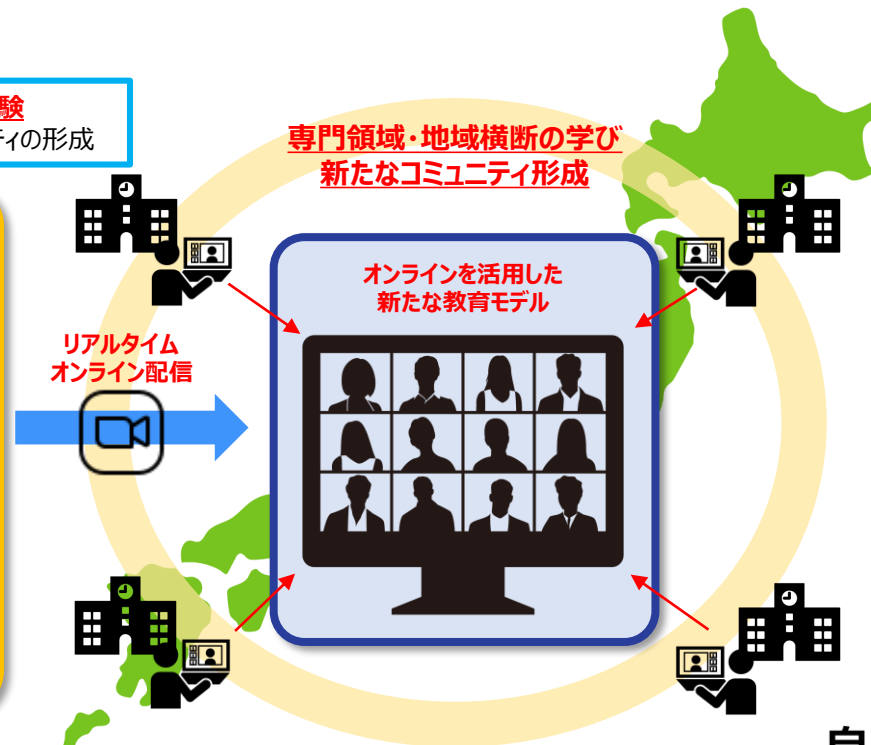 験
ティの形成
専門領域・地域横断の学び
新たなコミュニティ形成
オンラインを活用した
新たな教育モデル
リアルタイム
オンライン配信